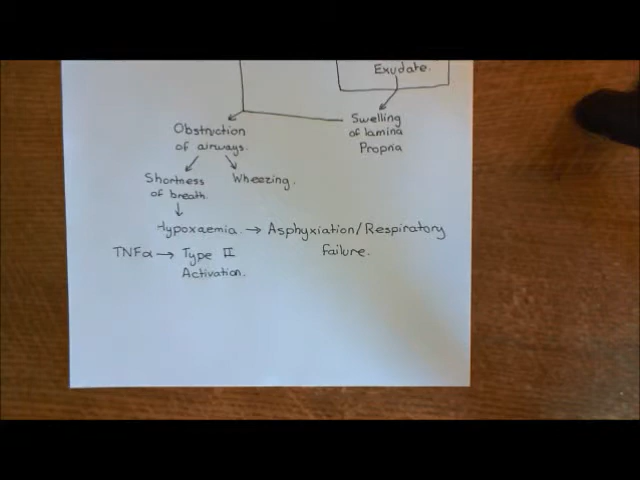 Exudate.
Swelling
of lamina
Propria
Obstruction
of airways.
Shortness
of breath.
Wheezing.
Hypoxaemia. → Asphyxiation/Respiratory
failure.
TNFα → Type II
Activation.